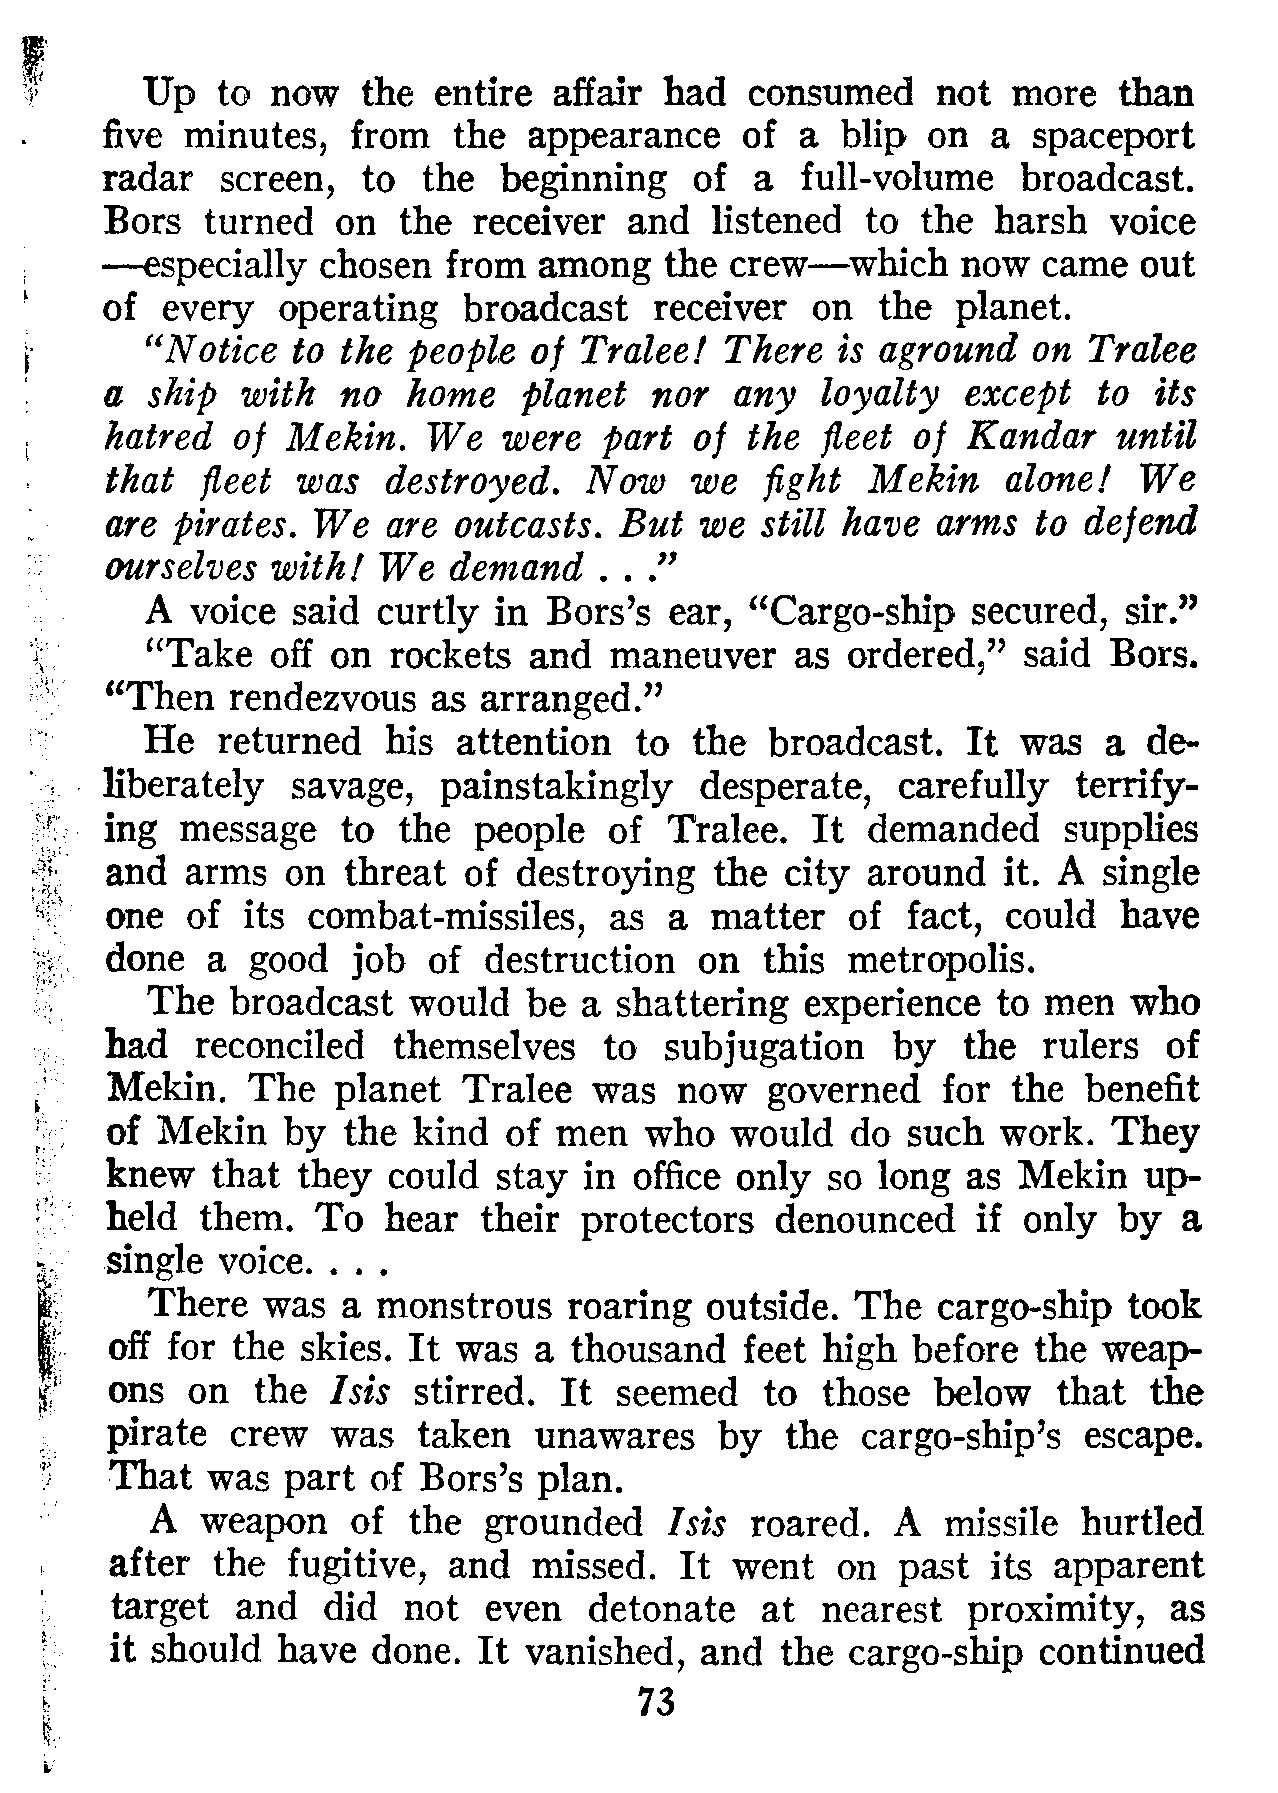 Up to now the entire affair had consumed not more than
five minutes, from the appearance of a blip on a spaceport
radar screen, to the beginning of a full-volume broadcast.
Bors turned on the receiver and listened to the harsh voice
—especially chosen from among the crew—which now came out
of every operating broadcast receiver on the planet.
“Notice to the people of Tralee! There is aground on Tralee
a ship with no home planet nor any loyalty except to its
hatred of Mekin. We were part of the fleet of Kandar until
that fleet was destroyed. Now we fight Mekin alone! We
are pirates. We are outcasts. But we still have arms to defend
ourselves with! We demand . . .”
A voice said curtly in Bors’s ear, “Cargo-ship secured, sir.”
“Take off on rockets and maneuver as ordered,” said Bors.
“Then rendezvous as arranged.”
He returned his attention to the broadcast. It was a de-
liberately savage, painstakingly desperate, carefully terrify-
ing message to the people of Tralee. It demanded supplies
and arms on threat of destroying the city around it. A single
one of its combat-missiles, as a matter of fact, could have
done a good job of destruction on this metropolis.
The broadcast would be a shattering experience to men who
had reconciled themselves to subjugation by the rulers of
Mekin. The planet Tralee was now governed for the benefit
of Mekin by the kind of men who would do such work. They
knew that they could stay in office only so long as Mekin up-
held them. To hear their protectors denounced if only by a
single voice. . . .
There was a monstrous roaring outside. The cargo-ship took
off for the skies. It was a thousand feet high before the weap-
ons on the Isis stirred. It seemed to those below that the
pirate crew was taken unawares by the cargo-ship’s escape.
That was part of Bors’s plan.
A weapon of the grounded Isis roared. A missile hurtled
after the fugitive, and missed. It went on past its apparent
target and did not even detonate at nearest proximity, as
it should have done. It vanished, and the cargo-ship continued
73